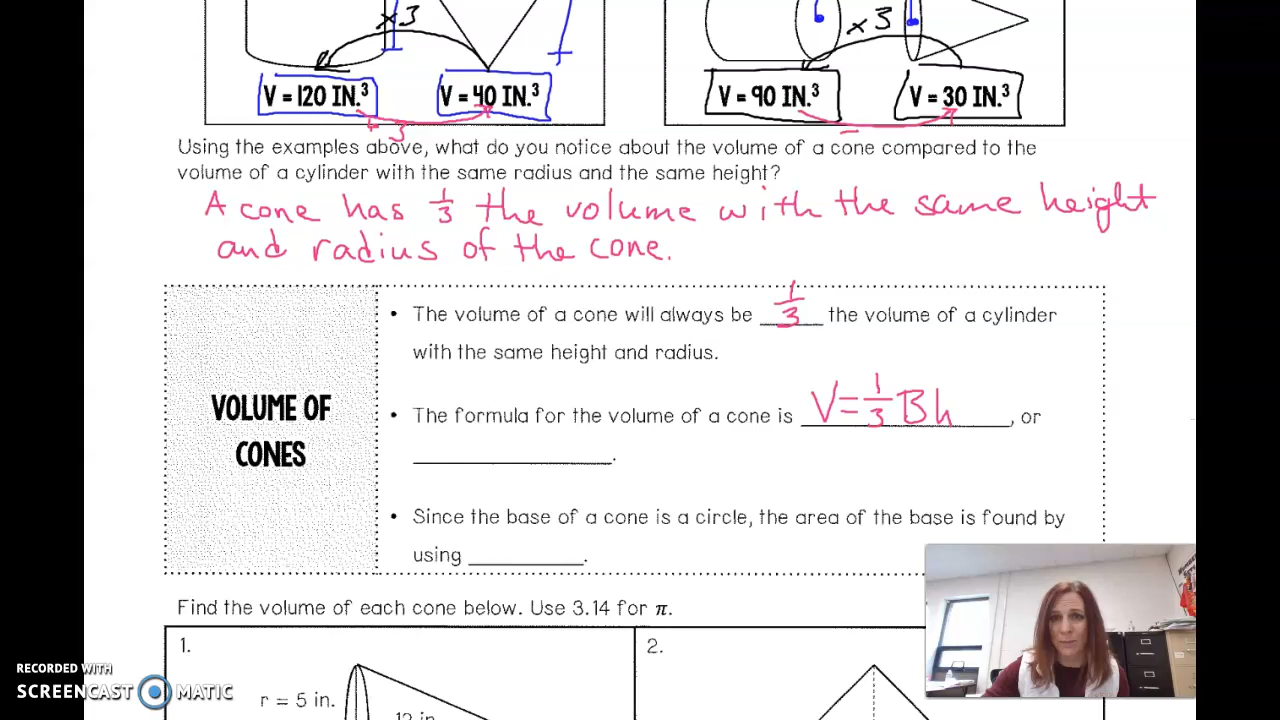 ×3
×3
V = 120 IN.³
V = 40 IN.³
V = 90 IN.³
V = 30 IN.³
÷ 3
Using the examples above, what do you notice about the volume of a cone compared to the
volume of a cylinder with the same radius and the same height?
A cone has 1/3 the volume with the same height
and radius of the cone.
VOLUME OF
CONES
• The volume of a cone will always be 1/3 the volume of a cylinder
with the same height and radius.
• The formula for the volume of a cone is V = 1/3 Bh, or
____________________.
• Since the base of a cone is a circle, the area of the base is found by
using ____________.
Find the volume of each cone below. Use 3.14 for π.
1.
r = 5 in.
12 in.
2.
RECORDED WITH
SCREENCAST MATIC